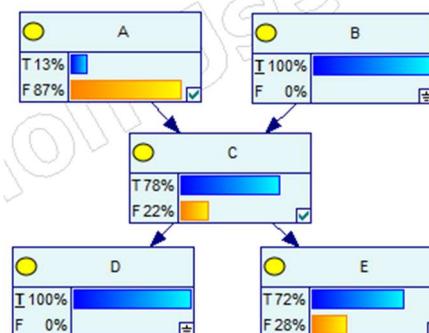 A
B
T 13%
F 87%
T 100%
F 0%
C
T 78%
F 22%
D
E
T 100%
F 0%
T 72%
F 28%